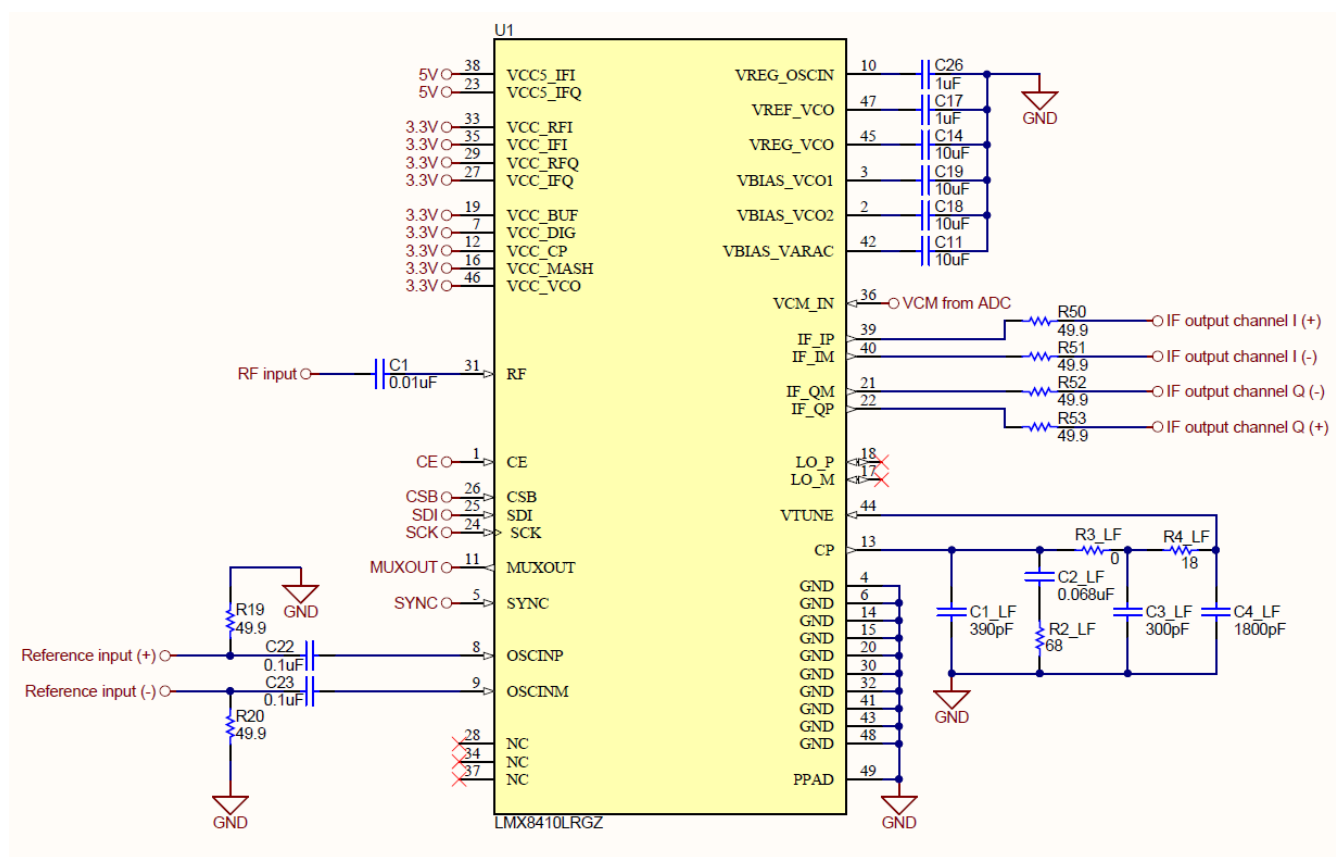 U1
5V 38 VCC5_IFI
5V 23 VCC5_IFQ
3.3V 33 VCC_RFI
3.3V 35 VCC_IFI
3.3V 29 VCC_RFQ
3.3V 27 VCC_IFQ
3.3V 19 VCC_BUF
3.3V 7 VCC_DIG
3.3V 12 VCC_CP
3.3V 16 VCC_MASH
3.3V 46 VCC_VCO
RF input C1 31 RF
0.01uF
CE 1 CE
CSB 26 CSB
SDI 25 SDI
SCK 24 SCK
MUXOUT 11 MUXOUT
SYNC 5 SYNC
GND
R19
49.9
Reference input (+) C22 8 OSCINP
0.1uF
Reference input (-) C23 9 OSCINM
0.1uF
R20
49.9
GND
28 NC
34 NC
37 NC
VREG_OSCIN 10 C26
1uF
GND
VREF_VCO 47 C17
1uF
VREG_VCO 45 C14
10uF
VBIAS_VCO1 3 C19
10uF
VBIAS_VCO2 2 C18
10uF
VBIAS_VARAC 42 C11
10uF
VCM_IN 36 VCM from ADC
IF_IP 39 R50 IF output channel I (+)
49.9
IF_IM 40 R51 IF output channel I (-)
49.9
IF_QM 21 R52 IF output channel Q (-)
49.9
IF_QP 22 R53 IF output channel Q (+)
49.9
LO_P 18
LO_M 17
VTUNE 44
CP 13
R3_LF
0
R4_LF
18
C1_LF
390pF
C2_LF
0.068uF
R2_LF
68
C3_LF
300pF
C4_LF
1800pF
GND
GND 4
GND 6
GND 14
GND 15
GND 20
GND 30
GND 32
GND 41
GND 43
GND 48
PPAD 49
GND
LMX8410LRGZ